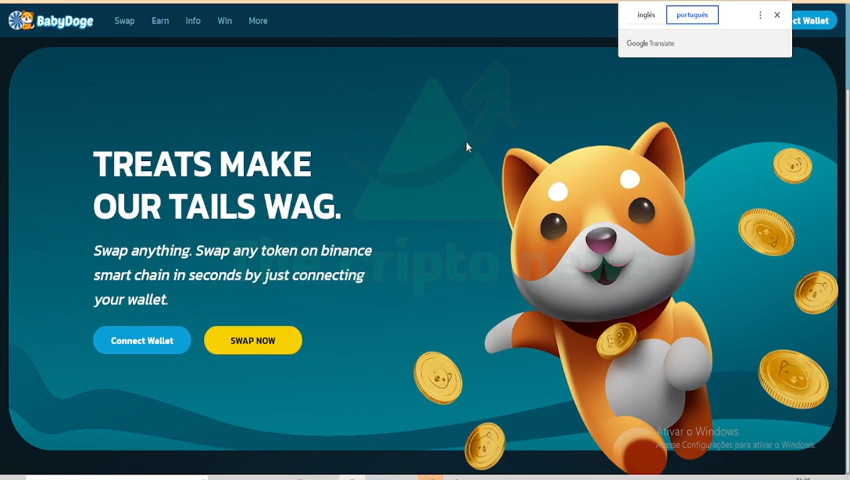 BabyDoge
Swap
Earn
Info
Win
More
inglês
português
Google Translate
ct Wallet
TREATS MAKE
OUR TAILS WAG.
Swap anything. Swap any token on binance
smart chain in seconds by just connecting
your wallet.
Connect Wallet
SWAP NOW
Ativar o Windows
Acesse Configurações para ativar o Windows.